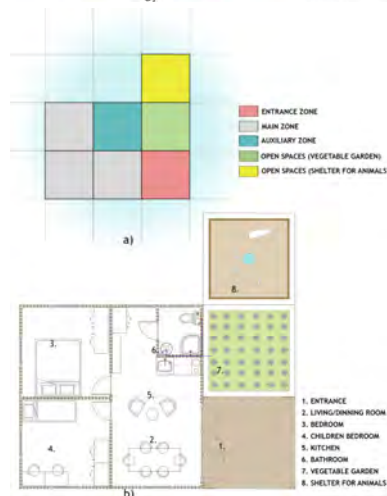 ENTRANCE ZONE
MAIN ZONE
AUXILIARY ZONE
OPEN SPACES (VEGETABLE GARDEN)
OPEN SPACES (SHELTER FOR ANIMALS
a)
8.
3.
6.
7.
5.
4.
2.
1.
1. ENTRANCE
2. LIVING/DINNING ROOM
3. BEDROOM
4. CHILDREN BEDROOM
5. KITCHEN
6. BATHROOM
7. VEGETABLE GARDEN
8. SHELTER FOR ANIMALS
b)